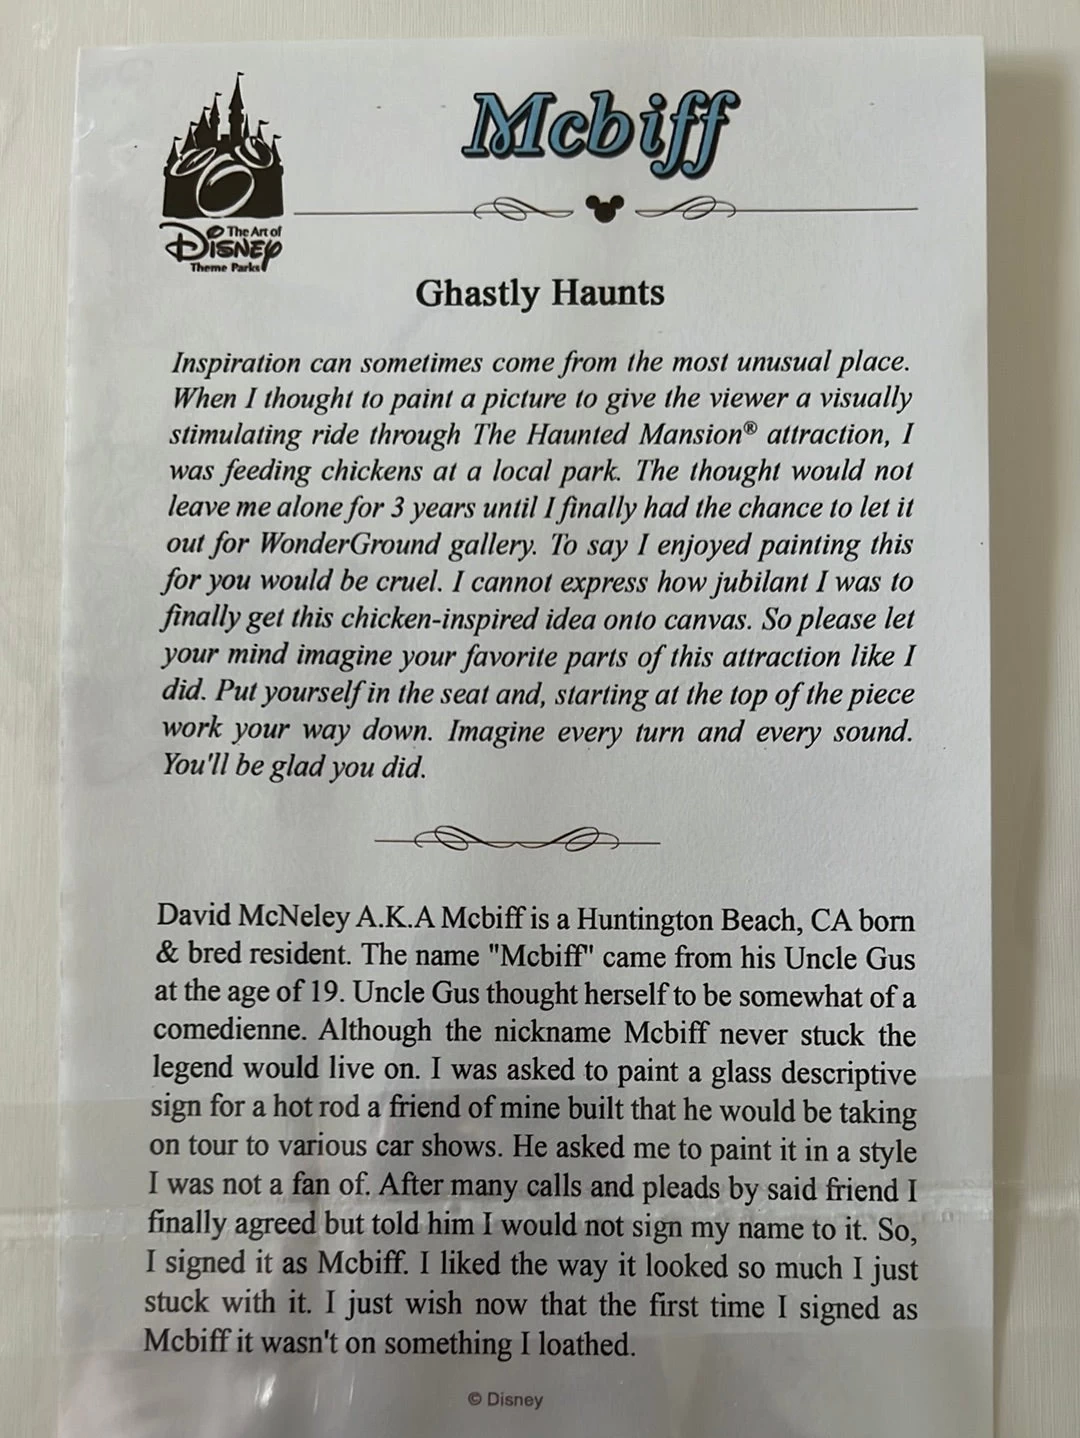 Mcbiff
The Art of
Disney
Theme Parks
Ghastly Haunts
Inspiration can sometimes come from the most unusual place.
When I thought to paint a picture to give the viewer a visually
stimulating ride through The Haunted Mansion® attraction, I
was feeding chickens at a local park. The thought would not
leave me alone for 3 years until I finally had the chance to let it
out for WonderGround gallery. To say I enjoyed painting this
for you would be cruel. I cannot express how jubilant I was to
finally get this chicken-inspired idea onto canvas. So please let
your mind imagine your favorite parts of this attraction like I
did. Put yourself in the seat and, starting at the top of the piece
work your way down. Imagine every turn and every sound.
You'll be glad you did.
David McNeley A.K.A Mcbiff is a Huntington Beach, CA born
& bred resident. The name "Mcbiff" came from his Uncle Gus
at the age of 19. Uncle Gus thought herself to be somewhat of a
comedienne. Although the nickname Mcbiff never stuck the
legend would live on. I was asked to paint a glass descriptive
sign for a hot rod a friend of mine built that he would be taking
on tour to various car shows. He asked me to paint it in a style
I was not a fan of. After many calls and pleads by said friend I
finally agreed but told him I would not sign my name to it. So,
I signed it as Mcbiff. I liked the way it looked so much I just
stuck with it. I just wish now that the first time I signed as
Mcbiff it wasn't on something I loathed.
© Disney